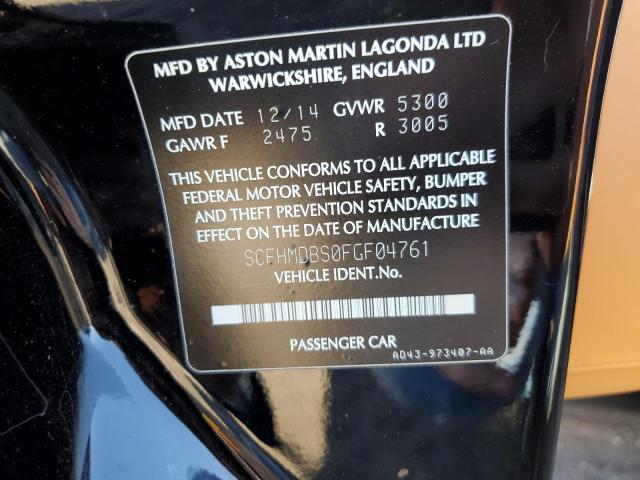 MFD BY ASTON MARTIN LAGONDA LTD
WARWICKSHIRE, ENGLAND
MFD DATE 12/14 GVWR 5300
GAWR F 2475 R 3005
THIS VEHICLE CONFORMS TO ALL APPLICABLE
FEDERAL MOTOR VEHICLE SAFETY, BUMPER
AND THEFT PREVENTION STANDARDS IN
EFFECT ON THE DATE OF MANUFACTURE
SCFHMDBS0FGF04761
VEHICLE IDENT.No.
PASSENGER CAR
AD43-973407-AA